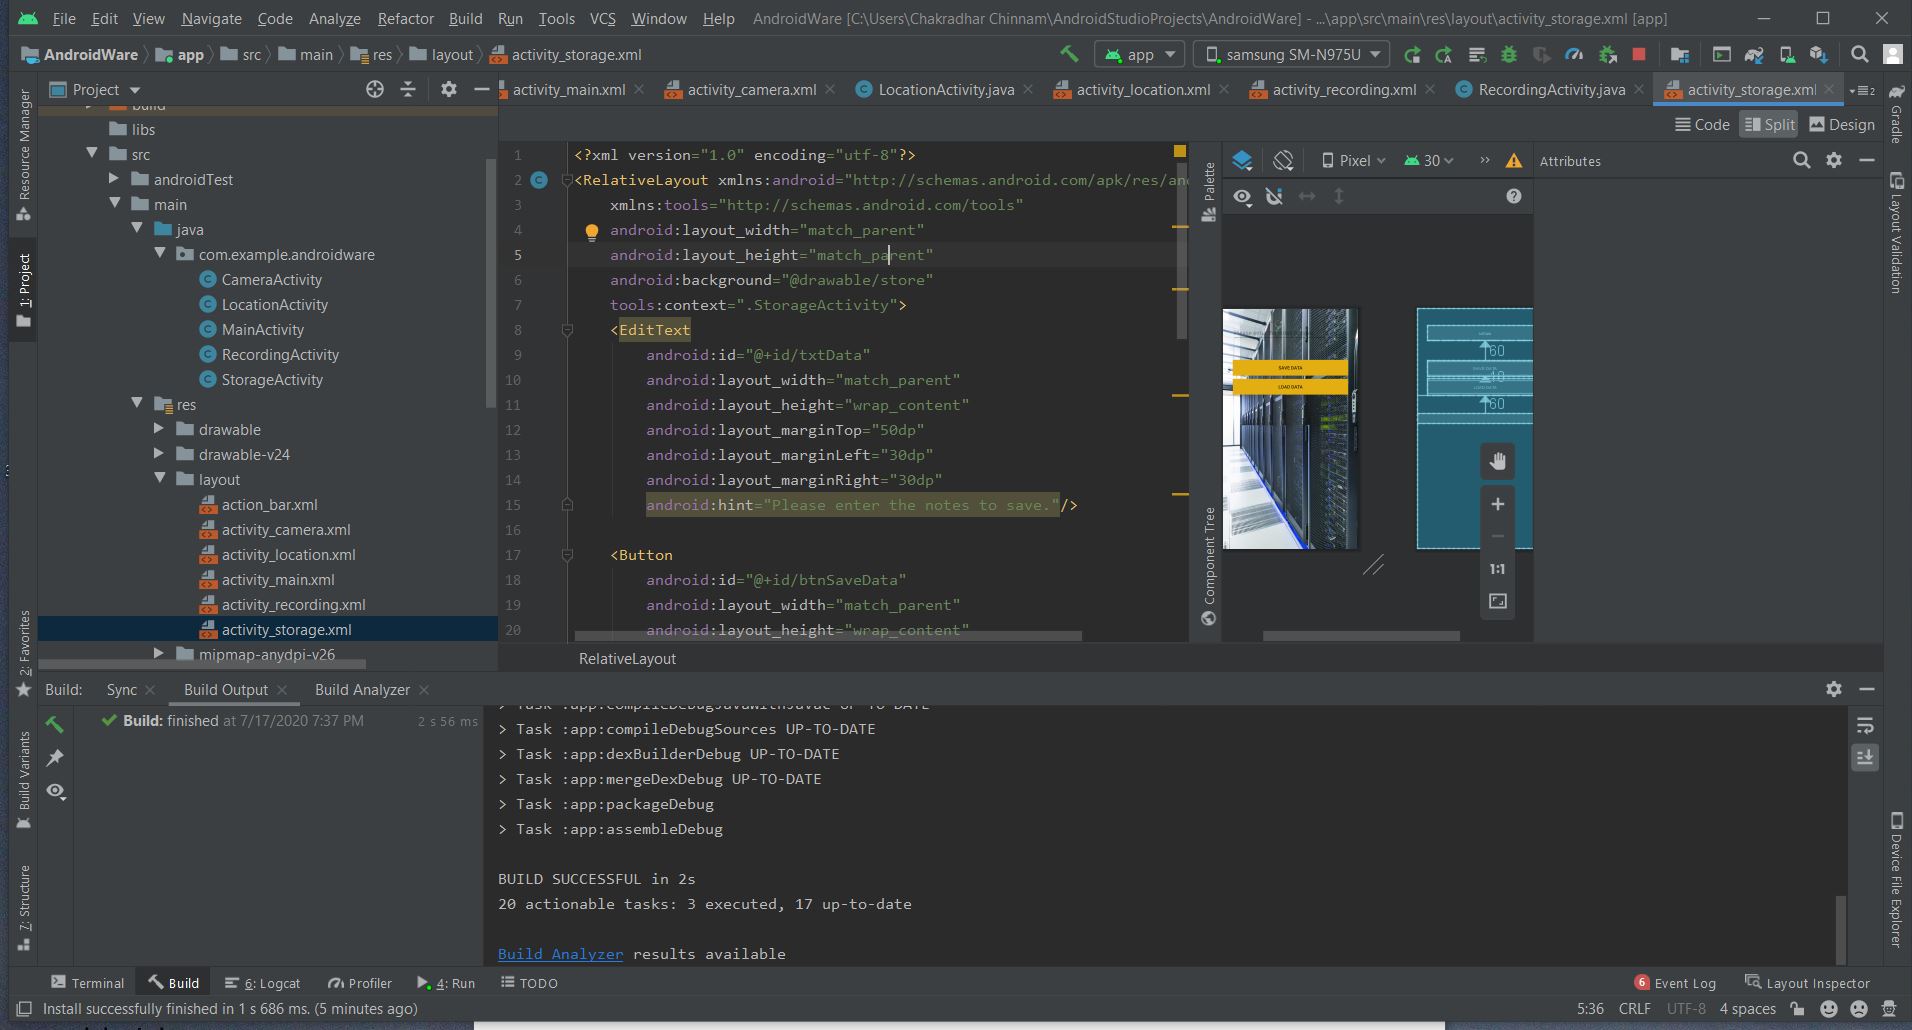 File Edit View Navigate Code Analyze Refactor Build Run Tools VCS Window Help AndroidWare [C:\Users\Chakradhar Chinnam\AndroidStudioProjects\AndroidWare] - ...\app\src\main\res\layout\activity_storage.xml [app]
AndroidWare app src main res layout activity_storage.xml app samsung SM-N975U
Project
activity_main.xml activity_camera.xml LocationActivity.java activity_location.xml activity_recording.xml RecordingActivity.java activity_storage.xml 2
Code Split Design
Resource Manager
1: Project
2: Favorites
Build Variants
7: Structure
build
libs
src
androidTest
main
java
com.example.androidware
CameraActivity
LocationActivity
MainActivity
RecordingActivity
StorageActivity
res
drawable
drawable-v24
layout
action_bar.xml
activity_camera.xml
activity_location.xml
activity_main.xml
activity_recording.xml
activity_storage.xml
mipmap-anydpi-v26
1 <?xml version="1.0" encoding="utf-8"?>
2 <RelativeLayout xmlns:android="http://schemas.android.com/apk/res/an
3 xmlns:tools="http://schemas.android.com/tools"
4 android:layout_width="match_parent"
5 android:layout_height="match_parent"
6 android:background="@drawable/store"
7 tools:context=".StorageActivity">
8 <EditText
9 android:id="@+id/txtData"
10 android:layout_width="match_parent"
11 android:layout_height="wrap_content"
12 android:layout_marginTop="50dp"
13 android:layout_marginLeft="30dp"
14 android:layout_marginRight="30dp"
15 android:hint="Please enter the notes to save."/>
16
17 <Button
18 android:id="@+id/btnSaveData"
19 android:layout_width="match_parent"
20 android:layout_height="wrap_content"
RelativeLayout
Palette
Component Tree
Pixel 30 Attributes
SAVE DATA
LOAD DATA
60
60
1:1
Gradle
Layout Validation
Device File Explorer
Build: Sync Build Output Build Analyzer
Build: finished at 7/17/2020 7:37 PM 2 s 56 ms
> Task :app:compileDebugJavaWithJavac UP-TO-DATE
> Task :app:compileDebugSources UP-TO-DATE
> Task :app:dexBuilderDebug UP-TO-DATE
> Task :app:mergeDexDebug UP-TO-DATE
> Task :app:packageDebug
> Task :app:assembleDebug
BUILD SUCCESSFUL in 2s
20 actionable tasks: 3 executed, 17 up-to-date
Build Analyzer results available
Terminal Build 6: Logcat Profiler 4: Run TODO 6 Event Log Layout Inspector
Install successfully finished in 1 s 686 ms. (5 minutes ago) 5:36 CRLF UTF-8 4 spaces